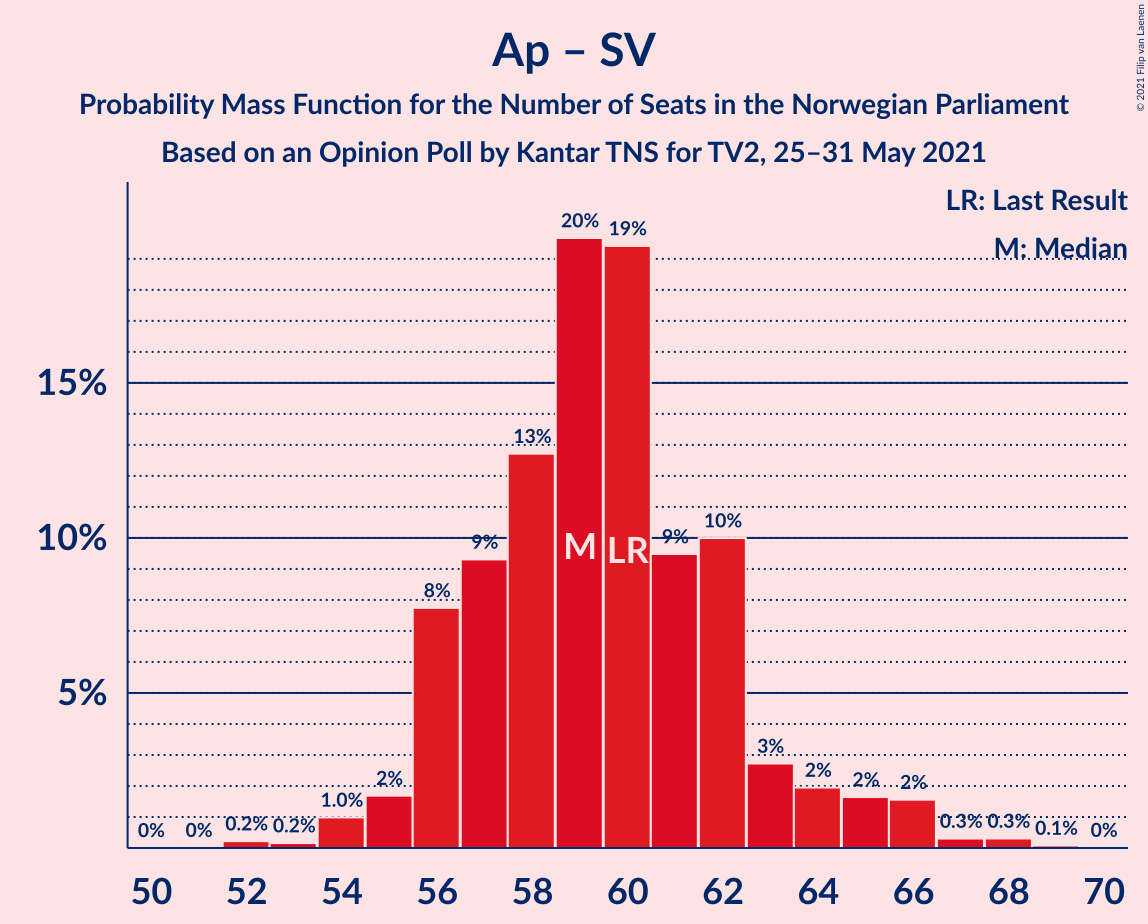 Ap – SV
Probability Mass Function for the Number of Seats in the Norwegian Parliament
Based on an Opinion Poll by Kantar TNS for TV2, 25–31 May 2021
© 2021 Filip van Laenen
LR: Last Result
M: Median
15%
10%
5%
0%
0%
0.2%
0.2%
1.0%
2%
8%
9%
13%
20%
19%
9%
10%
3%
2%
2%
2%
0.3%
0.3%
0.1%
0%
M
LR
50 52 54 56 58 60 62 64 66 68 70